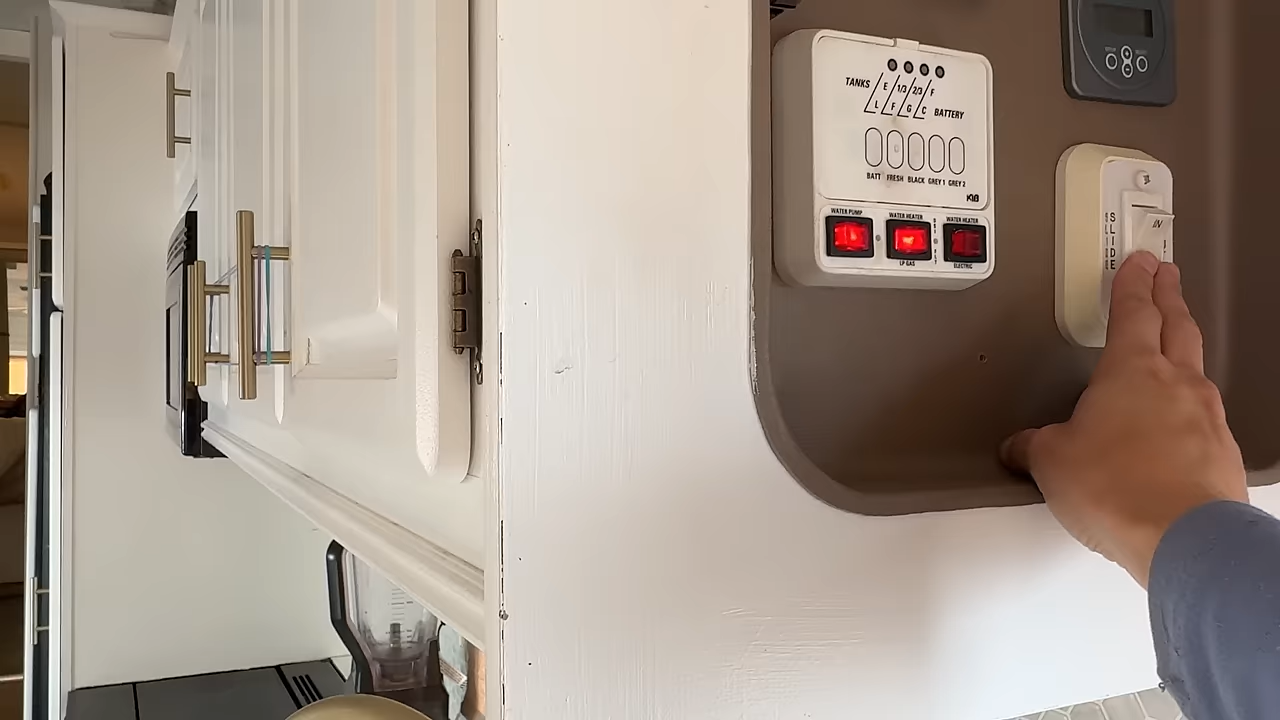 TANKS E 1/3 2/3 F
L F G C BATTERY
BATT FRESH BLACK GREY 1 GREY 2
KIB
WATER PUMP WATER HEATER WATER HEATER
LP GAS ELECTRIC
SLIDE
IN